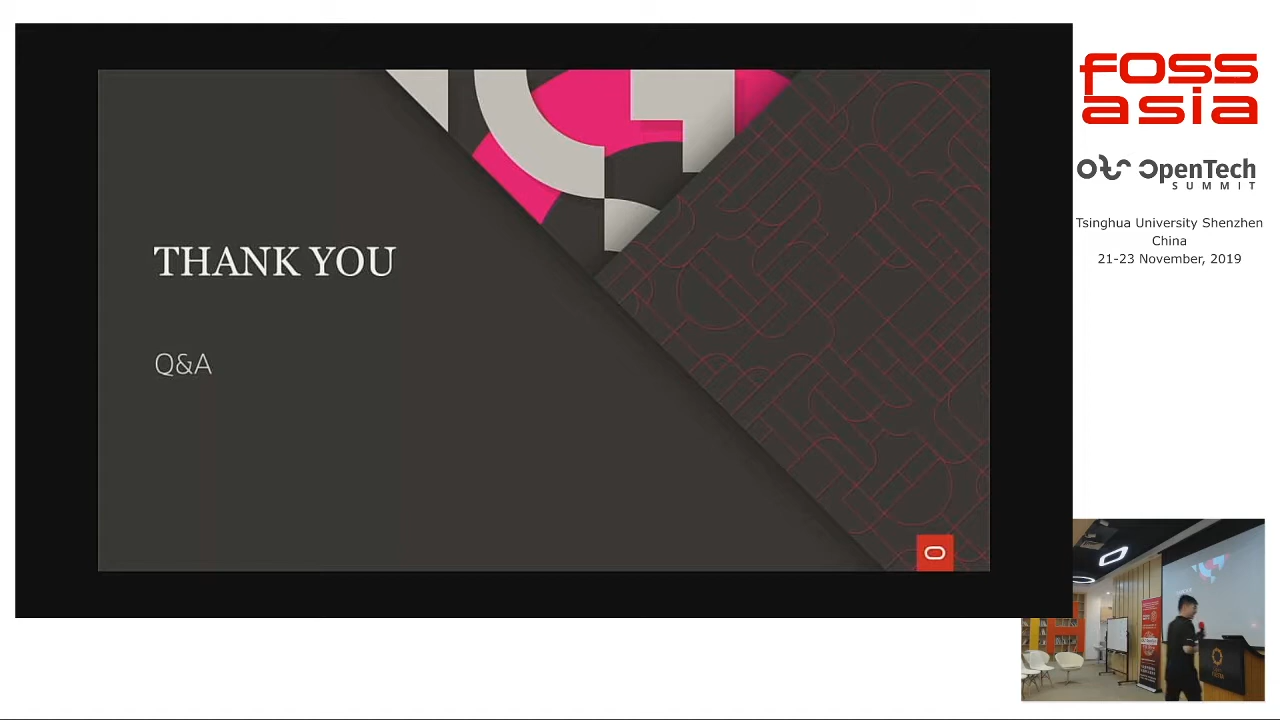 THANK YOU
Q&A
foss
asia
OpenTech
SUMMIT
Tsinghua University Shenzhen
China
21-23 November, 2019